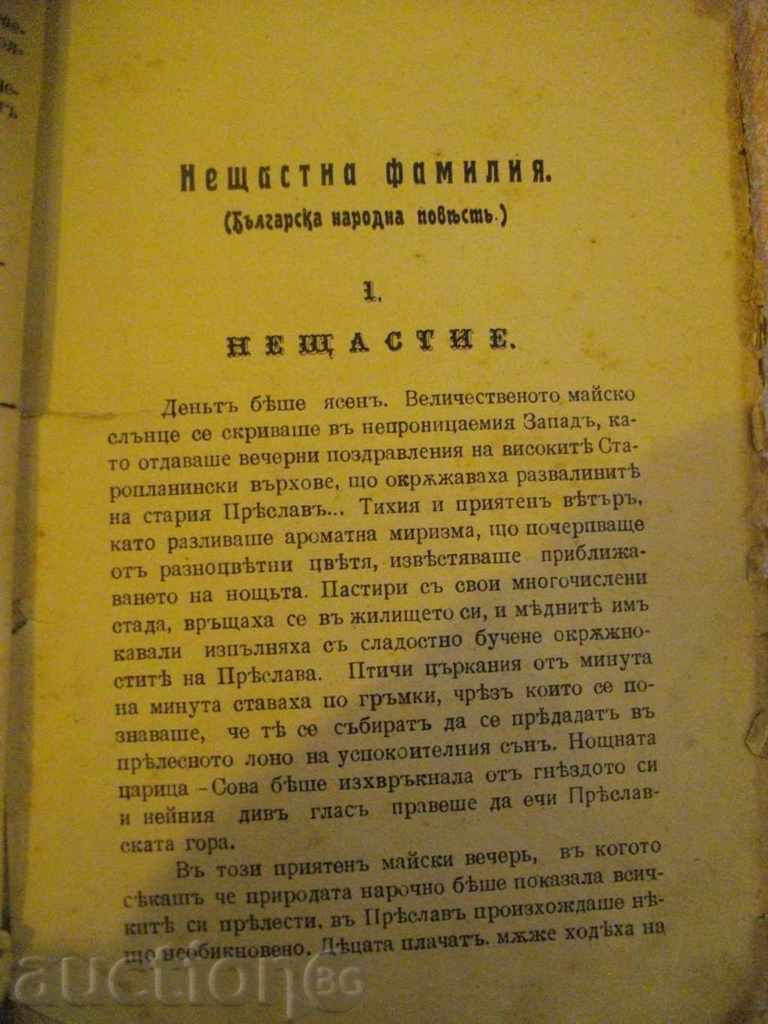 Нещастна фамилия.
(Българска народна повѣсть.)
1.
НЕЩАСТИЕ.
Деньтъ бѣше ясенъ. Величественото майско
слънце се скриваше въ непроницаемия Западъ, ка-
то отдаваше вечерни поздравления на високитѣ Ста-
ропланински върхове, що окрѫжаваха развалинитѣ
на стария Прѣславъ... Тихия и приятенъ вѣтъръ,
като разливаше ароматна миризма, що почерпваше
отъ разноцвѣтни цвѣтя, извѣстяваше приближа-
ването на нощьта. Пастири съ свои многочислени
стада, връщаха се въ жилището си, и мѣднитѣ имъ
кавали изпълняха съ сладостно бучене окрѫжно-
ститѣ на Прѣслава. Птичи църкания отъ минута
на минута ставаха по гръмки, чрѣзъ които се по-
знаваше, че тѣ се събиратъ да се прѣдадатъ въ
прѣлесното лоно на успокоителния сънъ. Нощната
царица - Сова бѣше изхвръкнала отъ гнѣздото си
и нейния дивъ гласъ правеше да ечи Прѣслав-
ската гора.
Въ този приятенъ майски вечерь, въ когото
сѣкашъ че природата нарочно бѣше показала всич-
китѣ си прѣлести, въ Прѣславъ произхождаше нѣ-
що необикновено. Дѣцата плачатъ. мѫже ходѣха на
auctionBG